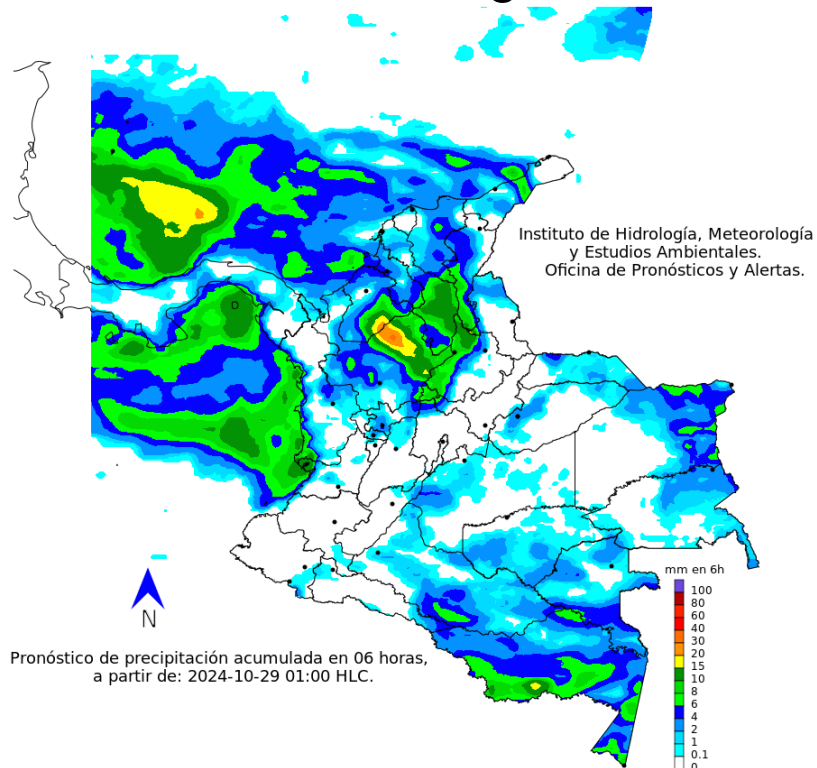 Instituto de Hidrología, Meteorología
y Estudios Ambientales.
Oficina de Pronósticos y Alertas.
mm en 6h
100
80
60
40
30
20
15
10
8
6
4
2
1
0.1
0
N
Pronóstico de precipitación acumulada en 06 horas,
a partir de: 2024-10-29 01:00 HLC.